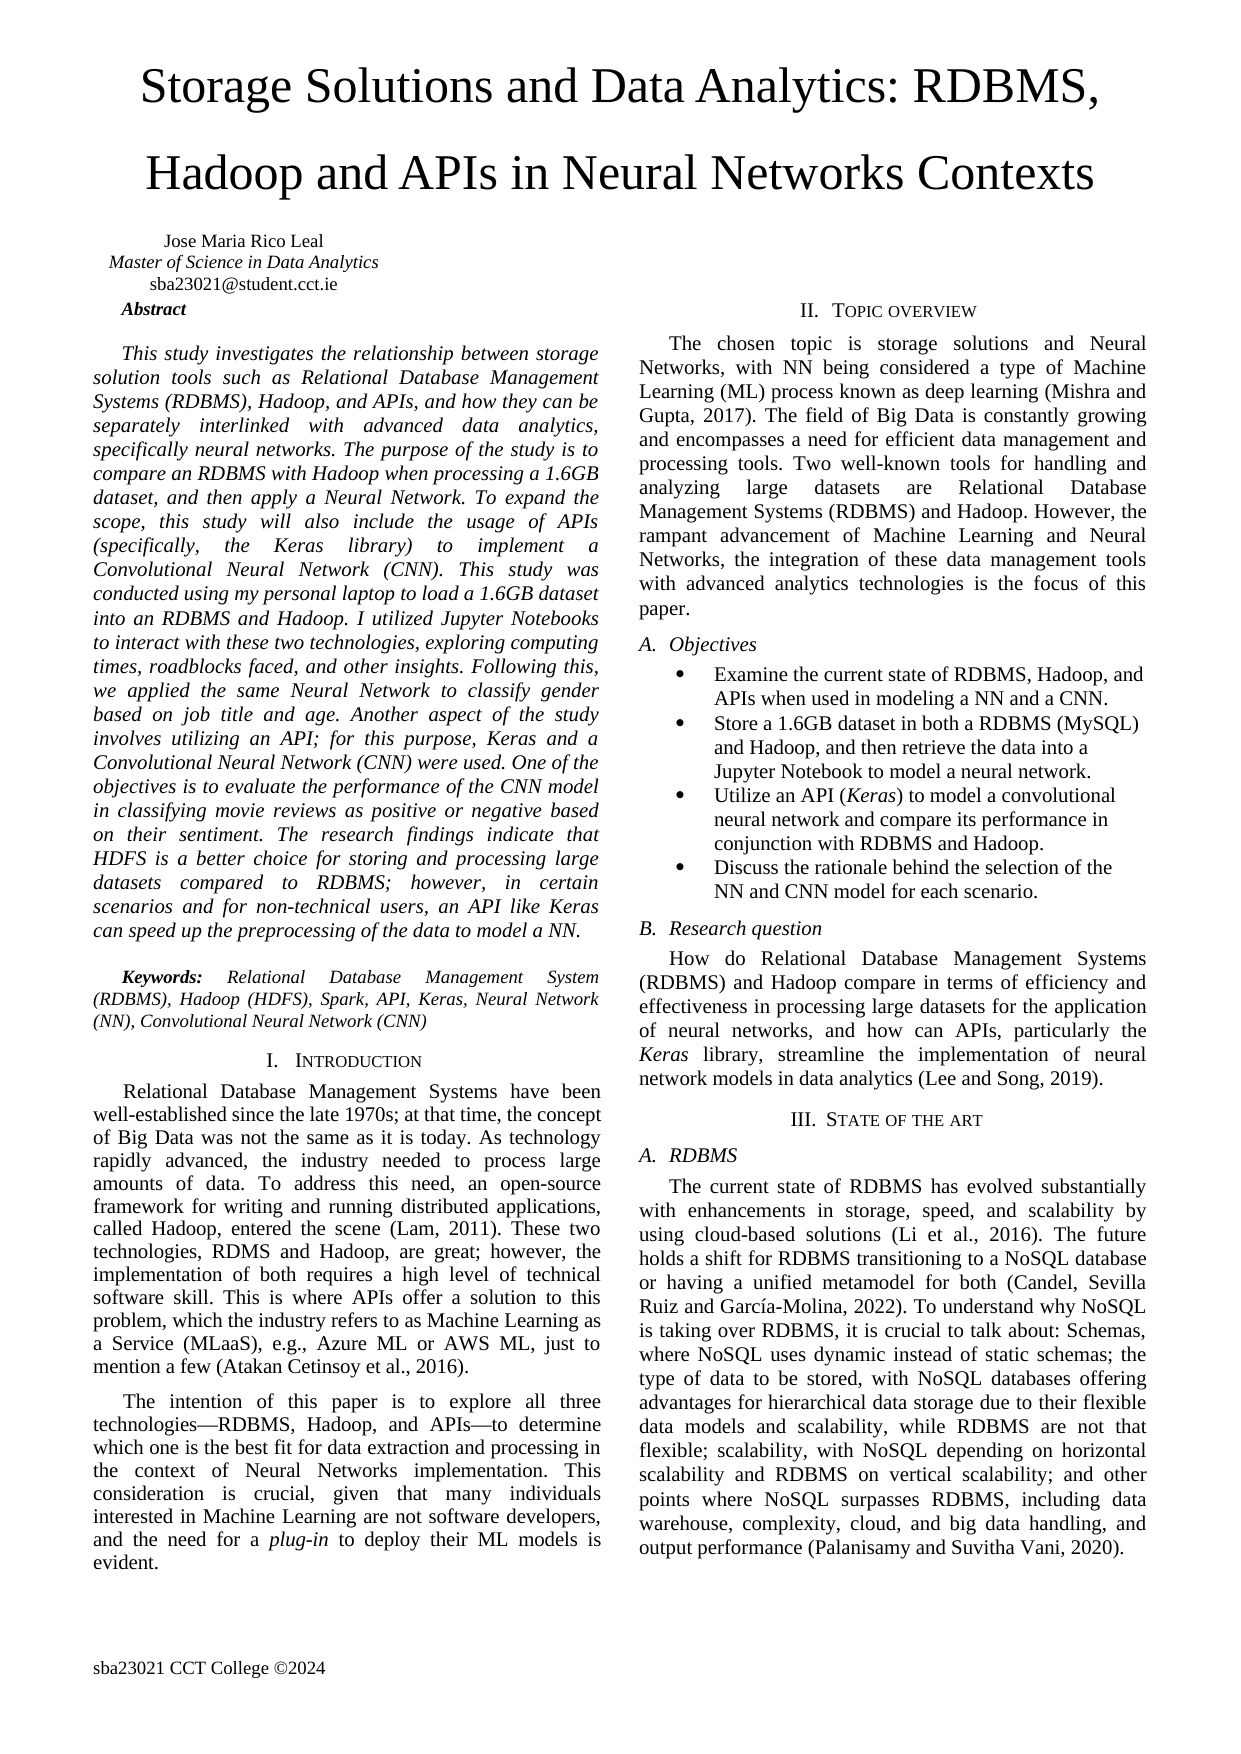 Storage Solutions and Data Analytics: RDBMS,
Hadoop and APIs in Neural Networks Contexts
Jose Maria Rico Leal
Master of Science in Data Analytics
sba23021@student.cct.ie
Abstract
This study investigates the relationship between storage
solution tools such as Relational Database Management
Systems (RDBMS), Hadoop, and APIs, and how they can be
separately interlinked with advanced data analytics,
specifically neural networks. The purpose of the study is to
compare an RDBMS with Hadoop when processing a 1.6GB
dataset, and then apply a Neural Network. To expand the
scope, this study will also include the usage of APIs
(specifically, the Keras library) to implement a
Convolutional Neural Network (CNN). This study was
conducted using my personal laptop to load a 1.6GB dataset
into an RDBMS and Hadoop. I utilized Jupyter Notebooks
to interact with these two technologies, exploring computing
times, roadblocks faced, and other insights. Following this,
we applied the same Neural Network to classify gender
based on job title and age. Another aspect of the study
involves utilizing an API; for this purpose, Keras and a
Convolutional Neural Network (CNN) were used. One of the
objectives is to evaluate the performance of the CNN model
in classifying movie reviews as positive or negative based
on their sentiment. The research findings indicate that
HDFS is a better choice for storing and processing large
datasets compared to RDBMS; however, in certain
scenarios and for non-technical users, an API like Keras
can speed up the preprocessing of the data to model a NN.
Keywords: Relational Database Management System
(RDBMS), Hadoop (HDFS), Spark, API, Keras, Neural Network
(NN), Convolutional Neural Network (CNN)
I. INTRODUCTION
Relational Database Management Systems have been
well-established since the late 1970s; at that time, the concept
of Big Data was not the same as it is today. As technology
rapidly advanced, the industry needed to process large
amounts of data. To address this need, an open-source
framework for writing and running distributed applications,
called Hadoop, entered the scene (Lam, 2011). These two
technologies, RDMS and Hadoop, are great; however, the
implementation of both requires a high level of technical
software skill. This is where APIs offer a solution to this
problem, which the industry refers to as Machine Learning as
a Service (MLaaS), e.g., Azure ML or AWS ML, just to
mention a few (Atakan Cetinsoy et al., 2016).
The intention of this paper is to explore all three
technologies—RDBMS, Hadoop, and APIs—to determine
which one is the best fit for data extraction and processing in
the context of Neural Networks implementation. This
consideration is crucial, given that many individuals
interested in Machine Learning are not software developers,
and the need for a plug-in to deploy their ML models is
evident.
II. TOPIC OVERVIEW
The chosen topic is storage solutions and Neural
Networks, with NN being considered a type of Machine
Learning (ML) process known as deep learning (Mishra and
Gupta, 2017). The field of Big Data is constantly growing
and encompasses a need for efficient data management and
processing tools. Two well-known tools for handling and
analyzing large datasets are Relational Database
Management Systems (RDBMS) and Hadoop. However, the
rampant advancement of Machine Learning and Neural
Networks, the integration of these data management tools
with advanced analytics technologies is the focus of this
paper.
A. Objectives
• Examine the current state of RDBMS, Hadoop, and
APIs when used in modeling a NN and a CNN.
• Store a 1.6GB dataset in both a RDBMS (MySQL)
and Hadoop, and then retrieve the data into a
Jupyter Notebook to model a neural network.
• Utilize an API (Keras) to model a convolutional
neural network and compare its performance in
conjunction with RDBMS and Hadoop.
• Discuss the rationale behind the selection of the
NN and CNN model for each scenario.
B. Research question
How do Relational Database Management Systems
(RDBMS) and Hadoop compare in terms of efficiency and
effectiveness in processing large datasets for the application
of neural networks, and how can APIs, particularly the
Keras library, streamline the implementation of neural
network models in data analytics (Lee and Song, 2019).
III. STATE OF THE ART
A. RDBMS
The current state of RDBMS has evolved substantially
with enhancements in storage, speed, and scalability by
using cloud-based solutions (Li et al., 2016). The future
holds a shift for RDBMS transitioning to a NoSQL database
or having a unified metamodel for both (Candel, Sevilla
Ruiz and García-Molina, 2022). To understand why NoSQL
is taking over RDBMS, it is crucial to talk about: Schemas,
where NoSQL uses dynamic instead of static schemas; the
type of data to be stored, with NoSQL databases offering
advantages for hierarchical data storage due to their flexible
data models and scalability, while RDBMS are not that
flexible; scalability, with NoSQL depending on horizontal
scalability and RDBMS on vertical scalability; and other
points where NoSQL surpasses RDBMS, including data
warehouse, complexity, cloud, and big data handling, and
output performance (Palanisamy and Suvitha Vani, 2020).
sba23021 CCT College ©2024